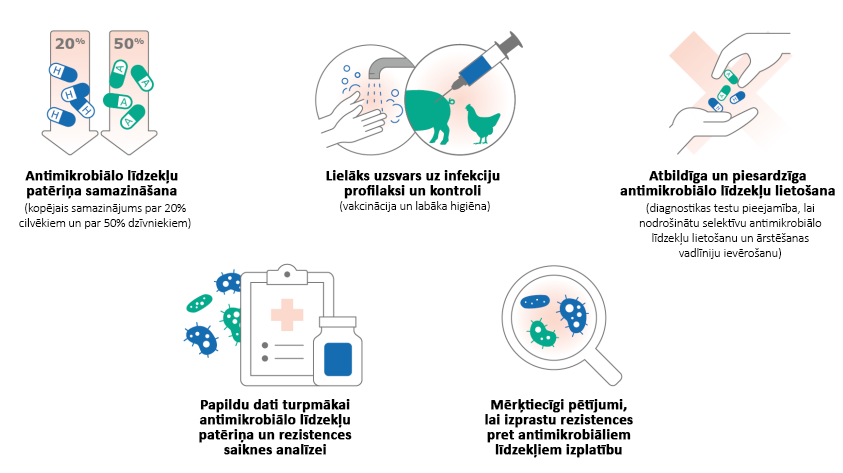 20%
50%
H
H
H
H
A
A
A
A
A
A
H
H
Antimikrobiālo līdzekļu
patēriņa samazināšana
(kopējais samazinājums par 20%
cilvēkiem un par 50% dzīvniekiem)
Lielāks uzsvars uz infekciju
profilaksi un kontroli
(vakcinācija un labāka higiēna)
Atbildīga un piesardzīga
antimikrobiālo līdzekļu lietošana
(diagnostikas testu pieejamība, lai
nodrošinātu selektīvu antimikrobiālo
līdzekļu lietošanu un ārstēšanas
vadlīniju ievērošanu)
Papildu dati turpmākai
antimikrobiālo līdzekļu
patēriņa un rezistences
saiknes analīzei
Mērķtiecīgi pētījumi,
lai izprastu rezistences
pret antimikrobiāliem
līdzekļiem izplatību